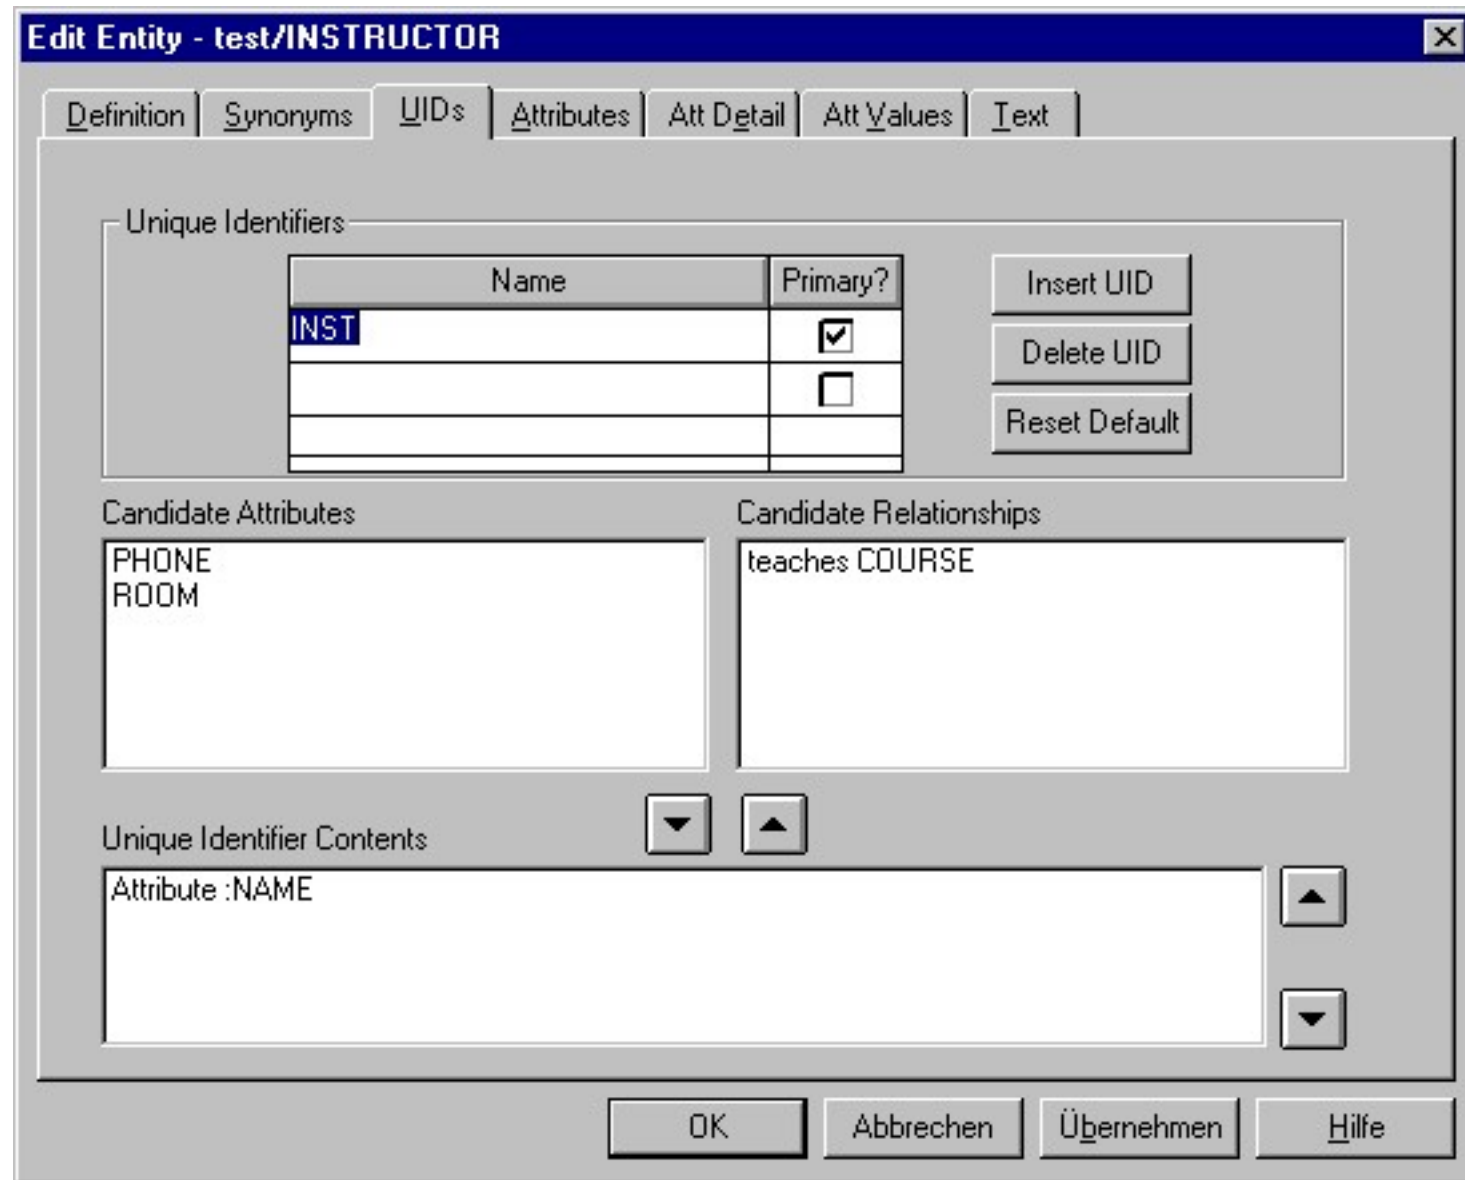 Edit Entity - test/INSTRUCTOR
Definition Synonyms UIDs Attributes Att Detail Att Values Text
Unique Identifiers
Name Primary? Insert UID
INST
Delete UID
Reset Default
Candidate Attributes Candidate Relationships
PHONE teaches COURSE
ROOM
Unique Identifier Contents
Attribute :NAME
OK Abbrechen Übernehmen Hilfe